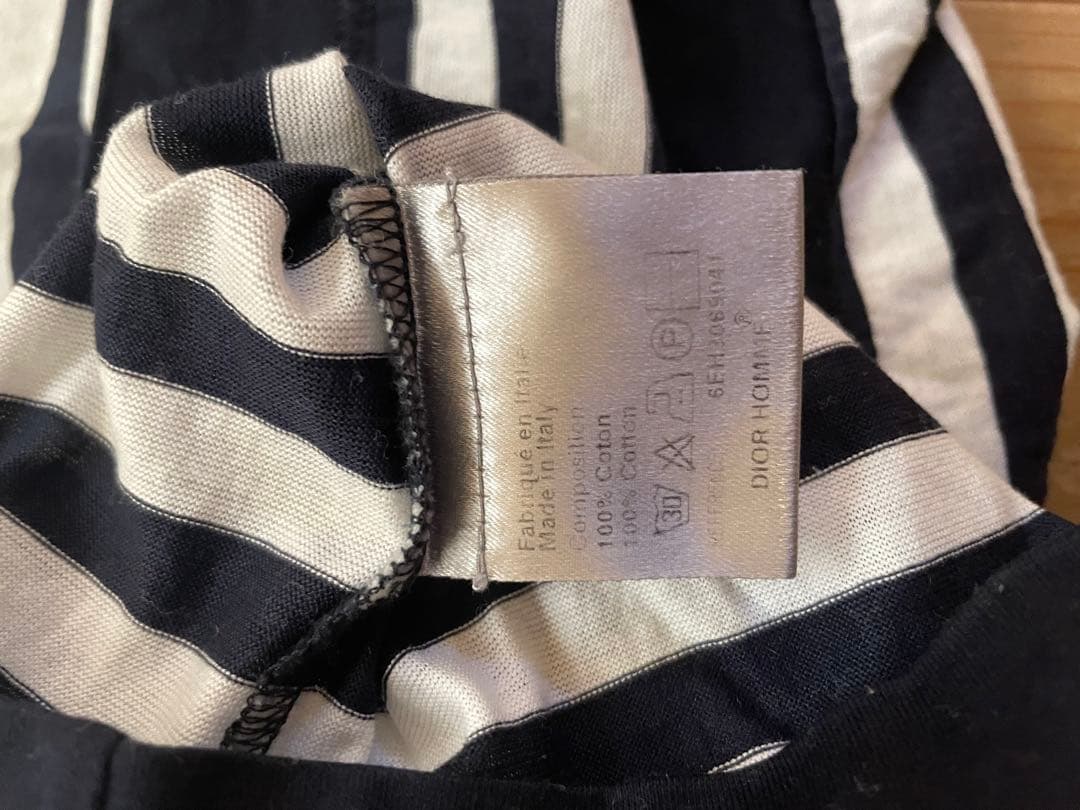 Fabriqué en Italie
Made in Italy
Composition
100% Coton
100% Cotton
30 P
DIOR HOMME®